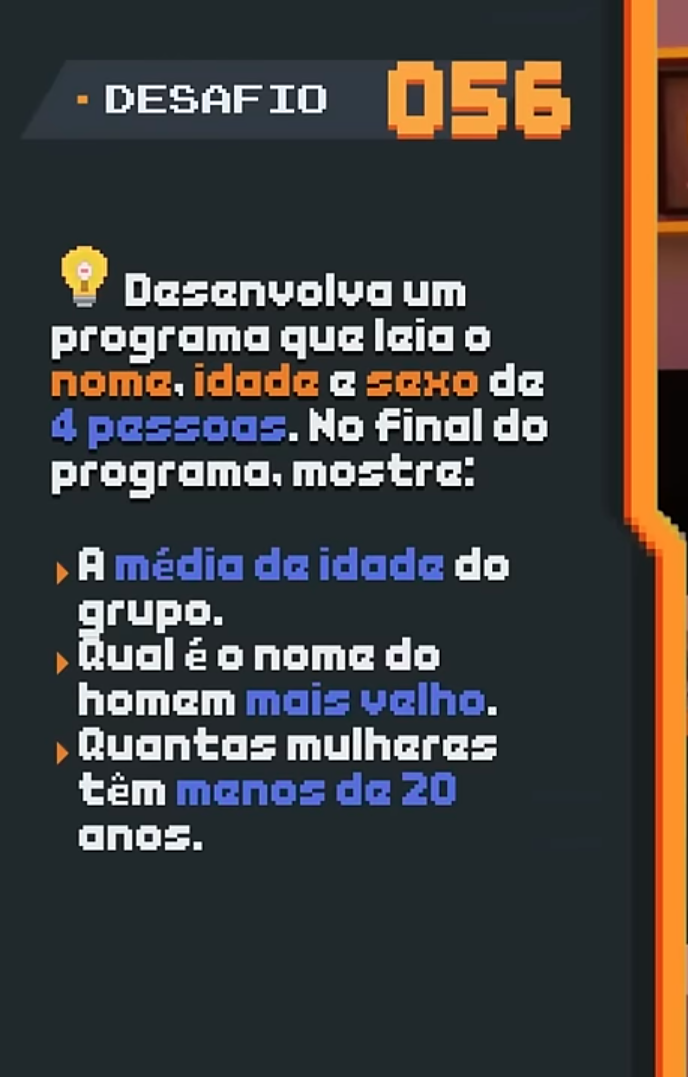 DESAFIO 056
Desenvolva um
programa que leia o
nome, idade e sexo de
4 pessoas. No final do
programa, mostre:
A média de idade do
grupo.
Qual é o nome do
homem mais velho.
Quantas mulheres
têm menos de 20
anos.